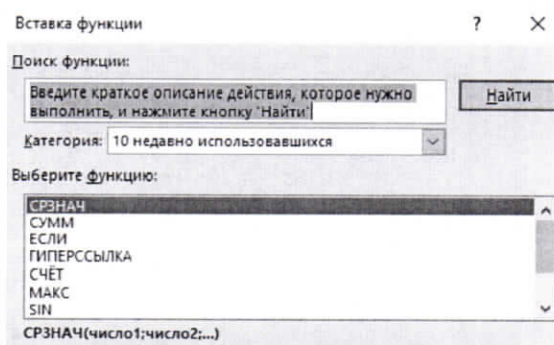 Вставка функции ? ×
Поиск функции:
Введите краткое описание действия, которое нужно
выполнить, и нажмите кнопку "Найти"
Найти
Категория: 10 недавно использовавшихся
Выберите функцию:
СРЗНАЧ
СУММ
ЕСЛИ
ГИПЕРССЫЛКА
СЧЁТ
МАКС
SIN
СРЗНАЧ(число1;число2;...)